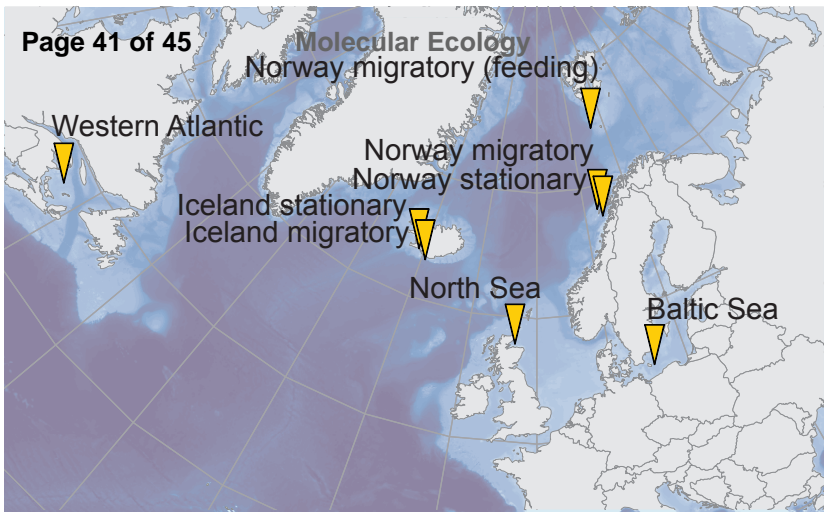 Page 41 of 45
Molecular Ecology
Norway migratory (feeding)
Western Atlantic
Norway migratory
Norway stationary
Iceland stationary
Iceland migratory
North Sea
Baltic Sea